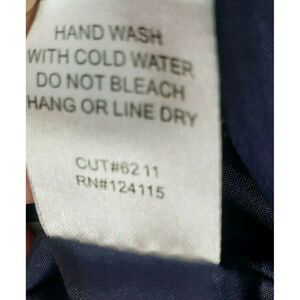 HAND WASH
WITH COLD WATER
DO NOT BLEACH
HANG OR LINE DRY
CUT#62 11
RN#124115